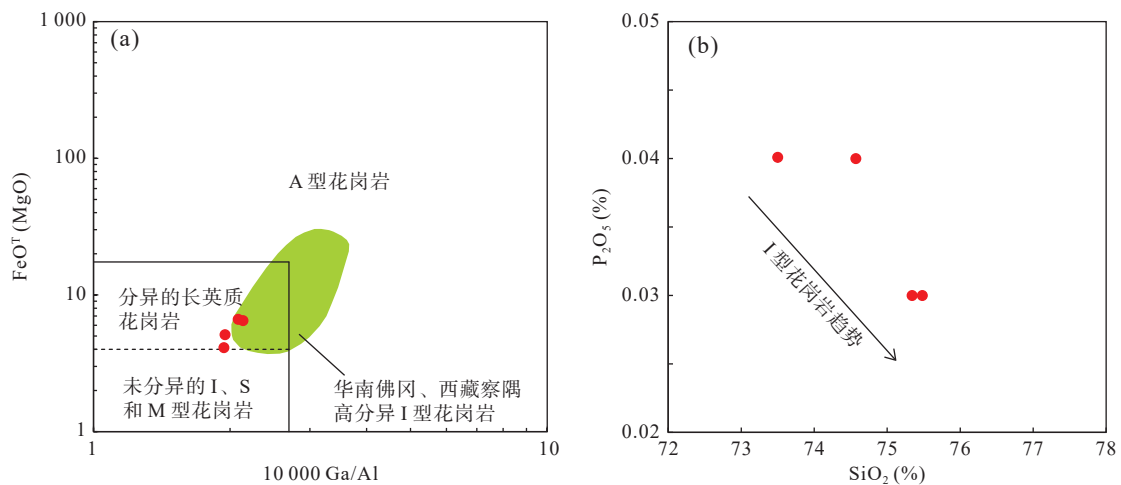 (a)
1 000
100
10
1
FeOᵀ (MgO)
A 型花岗岩
分异的长英质
花岗岩
未分异的 I、S
和 M 型花岗岩
华南佛冈、西藏察隅
高分异 I 型花岗岩
1
10
10 000 Ga/Al
(b)
0.05
0.04
0.03
0.02
P₂O₅ (%)
I 型花岗岩趋势
72 73 74 75 76 77 78
SiO₂ (%)